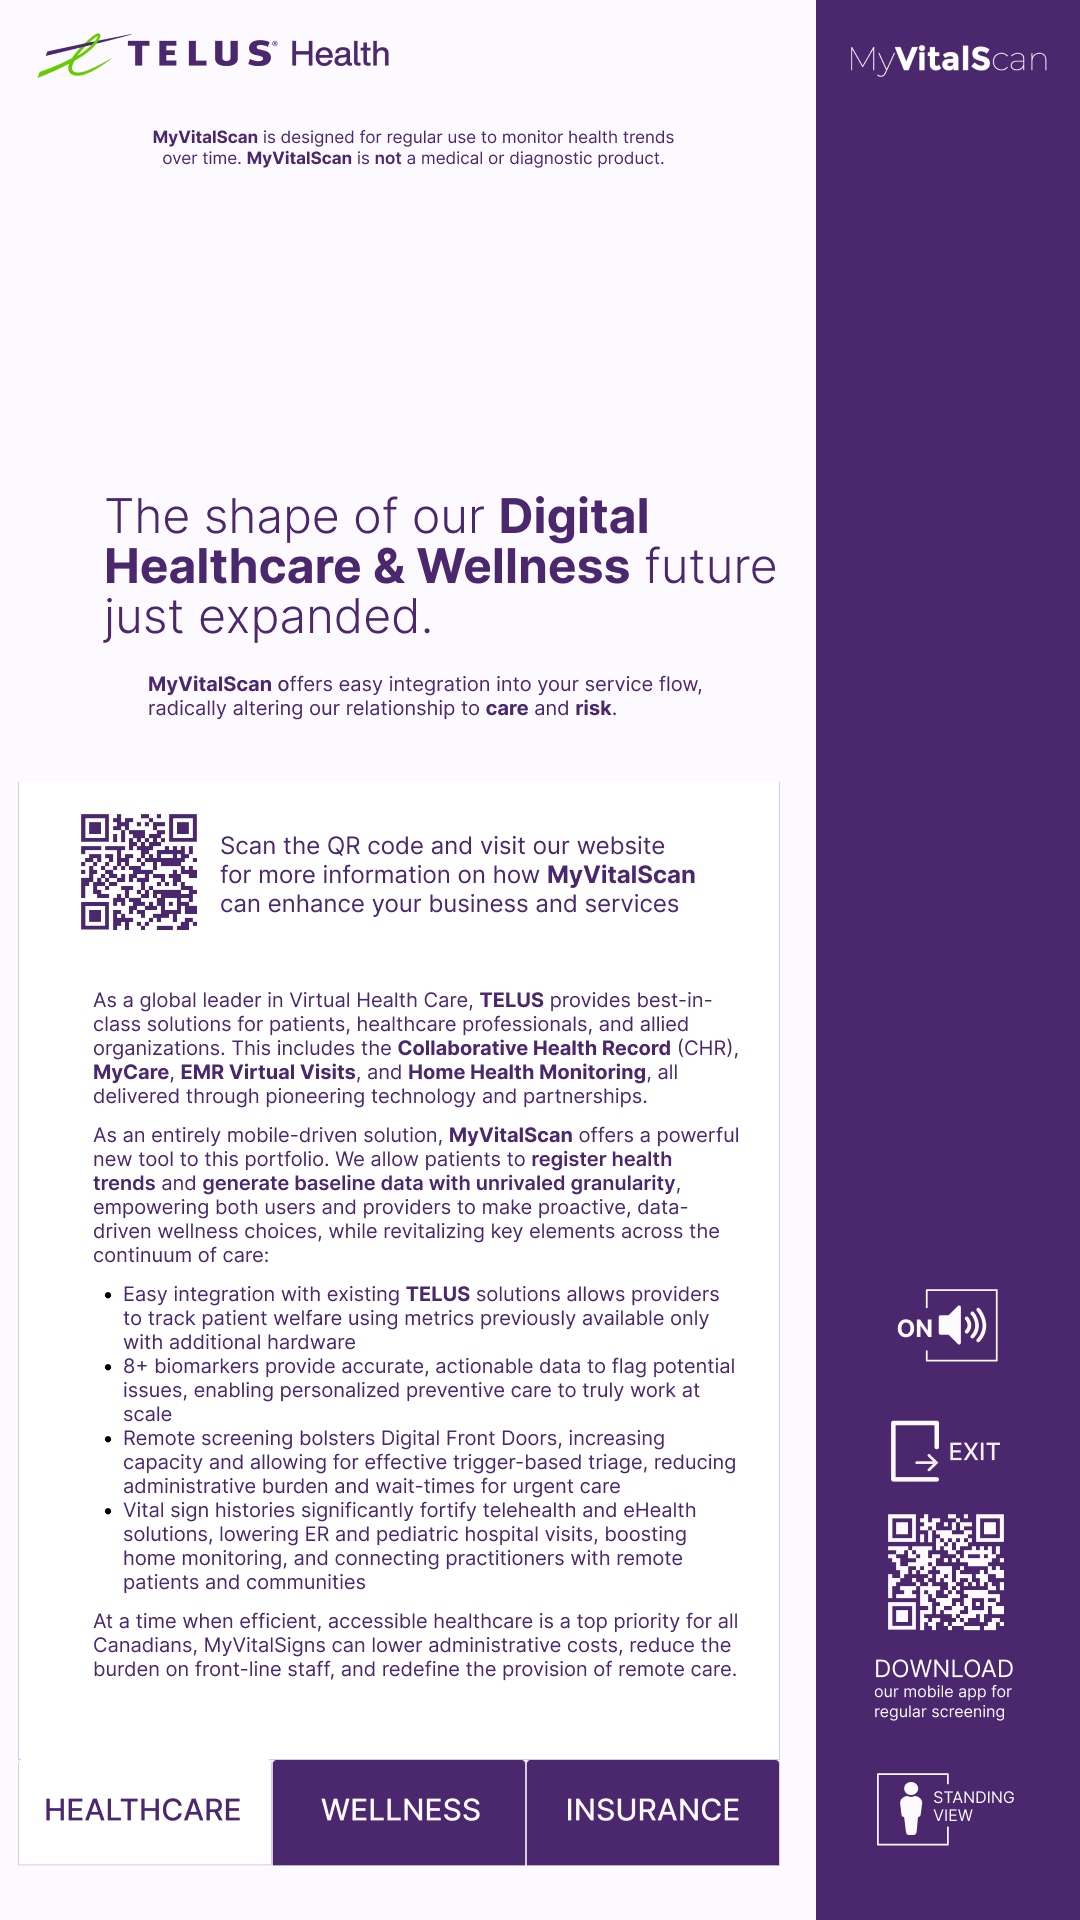 TELUS® Health
MyVitalScan
MyVitalScan is designed for regular use to monitor health trends
over time. MyVitalScan is not a medical or diagnostic product.
The shape of our Digital
Healthcare & Wellness future
just expanded.
MyVitalScan offers easy integration into your service flow,
radically altering our relationship to care and risk.
Scan the QR code and visit our website
for more information on how MyVitalScan
can enhance your business and services
As a global leader in Virtual Health Care, TELUS provides best-in-
class solutions for patients, healthcare professionals, and allied
organizations. This includes the Collaborative Health Record (CHR),
MyCare, EMR Virtual Visits, and Home Health Monitoring, all
delivered through pioneering technology and partnerships.
As an entirely mobile-driven solution, MyVitalScan offers a powerful
new tool to this portfolio. We allow patients to register health
trends and generate baseline data with unrivaled granularity,
empowering both users and providers to make proactive, data-
driven wellness choices, while revitalizing key elements across the
continuum of care:
• Easy integration with existing TELUS solutions allows providers
to track patient welfare using metrics previously available only
with additional hardware
• 8+ biomarkers provide accurate, actionable data to flag potential
issues, enabling personalized preventive care to truly work at
scale
• Remote screening bolsters Digital Front Doors, increasing
capacity and allowing for effective trigger-based triage, reducing
administrative burden and wait-times for urgent care
• Vital sign histories significantly fortify telehealth and eHealth
solutions, lowering ER and pediatric hospital visits, boosting
home monitoring, and connecting practitioners with remote
patients and communities
At a time when efficient, accessible healthcare is a top priority for all
Canadians, MyVitalSigns can lower administrative costs, reduce the
burden on front-line staff, and redefine the provision of remote care.
HEALTHCARE
WELLNESS
INSURANCE
ON
EXIT
DOWNLOAD
our mobile app for
regular screening
STANDING
VIEW